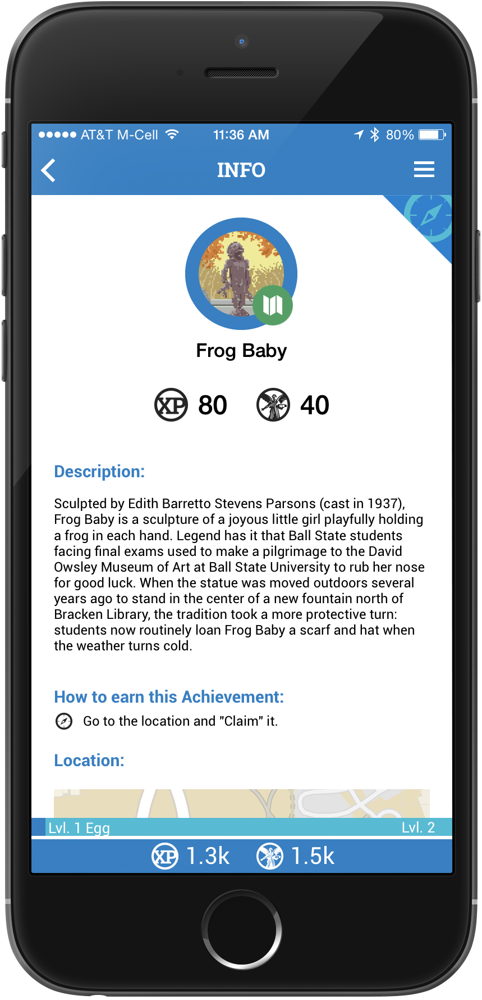 AT&T M-Cell 11:36 AM 80%
INFO
Frog Baby
XP 80 40
Description:
Sculpted by Edith Barretto Stevens Parsons (cast in 1937),
Frog Baby is a sculpture of a joyous little girl playfully holding
a frog in each hand. Legend has it that Ball State students
facing final exams used to make a pilgrimage to the David
Owsley Museum of Art at Ball State University to rub her nose
for good luck. When the statue was moved outdoors several
years ago to stand in the center of a new fountain north of
Bracken Library, the tradition took a more protective turn:
students now routinely loan Frog Baby a scarf and hat when
the weather turns cold.
How to earn this Achievement:
Go to the location and "Claim" it.
Location:
Lvl. 1 Egg Lvl. 2
XP 1.3k 1.5k